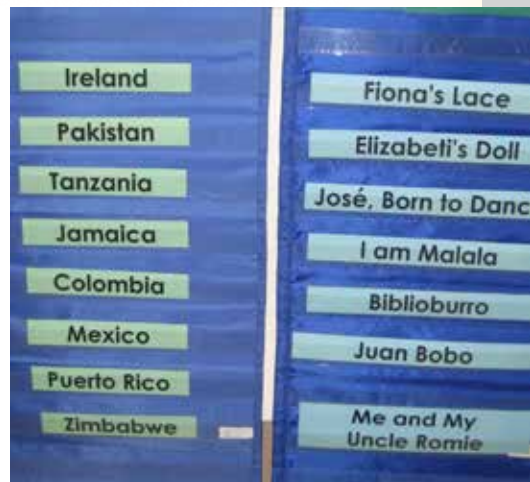 Ireland
Pakistan
Tanzania
Jamaica
Colombia
Mexico
Puerto Rico
Zimbabwe
Fiona's Lace
Elizabeti's Doll
José, Born to Danc
I am Malala
Biblioburro
Juan Bobo
Me and My
Uncle Romie